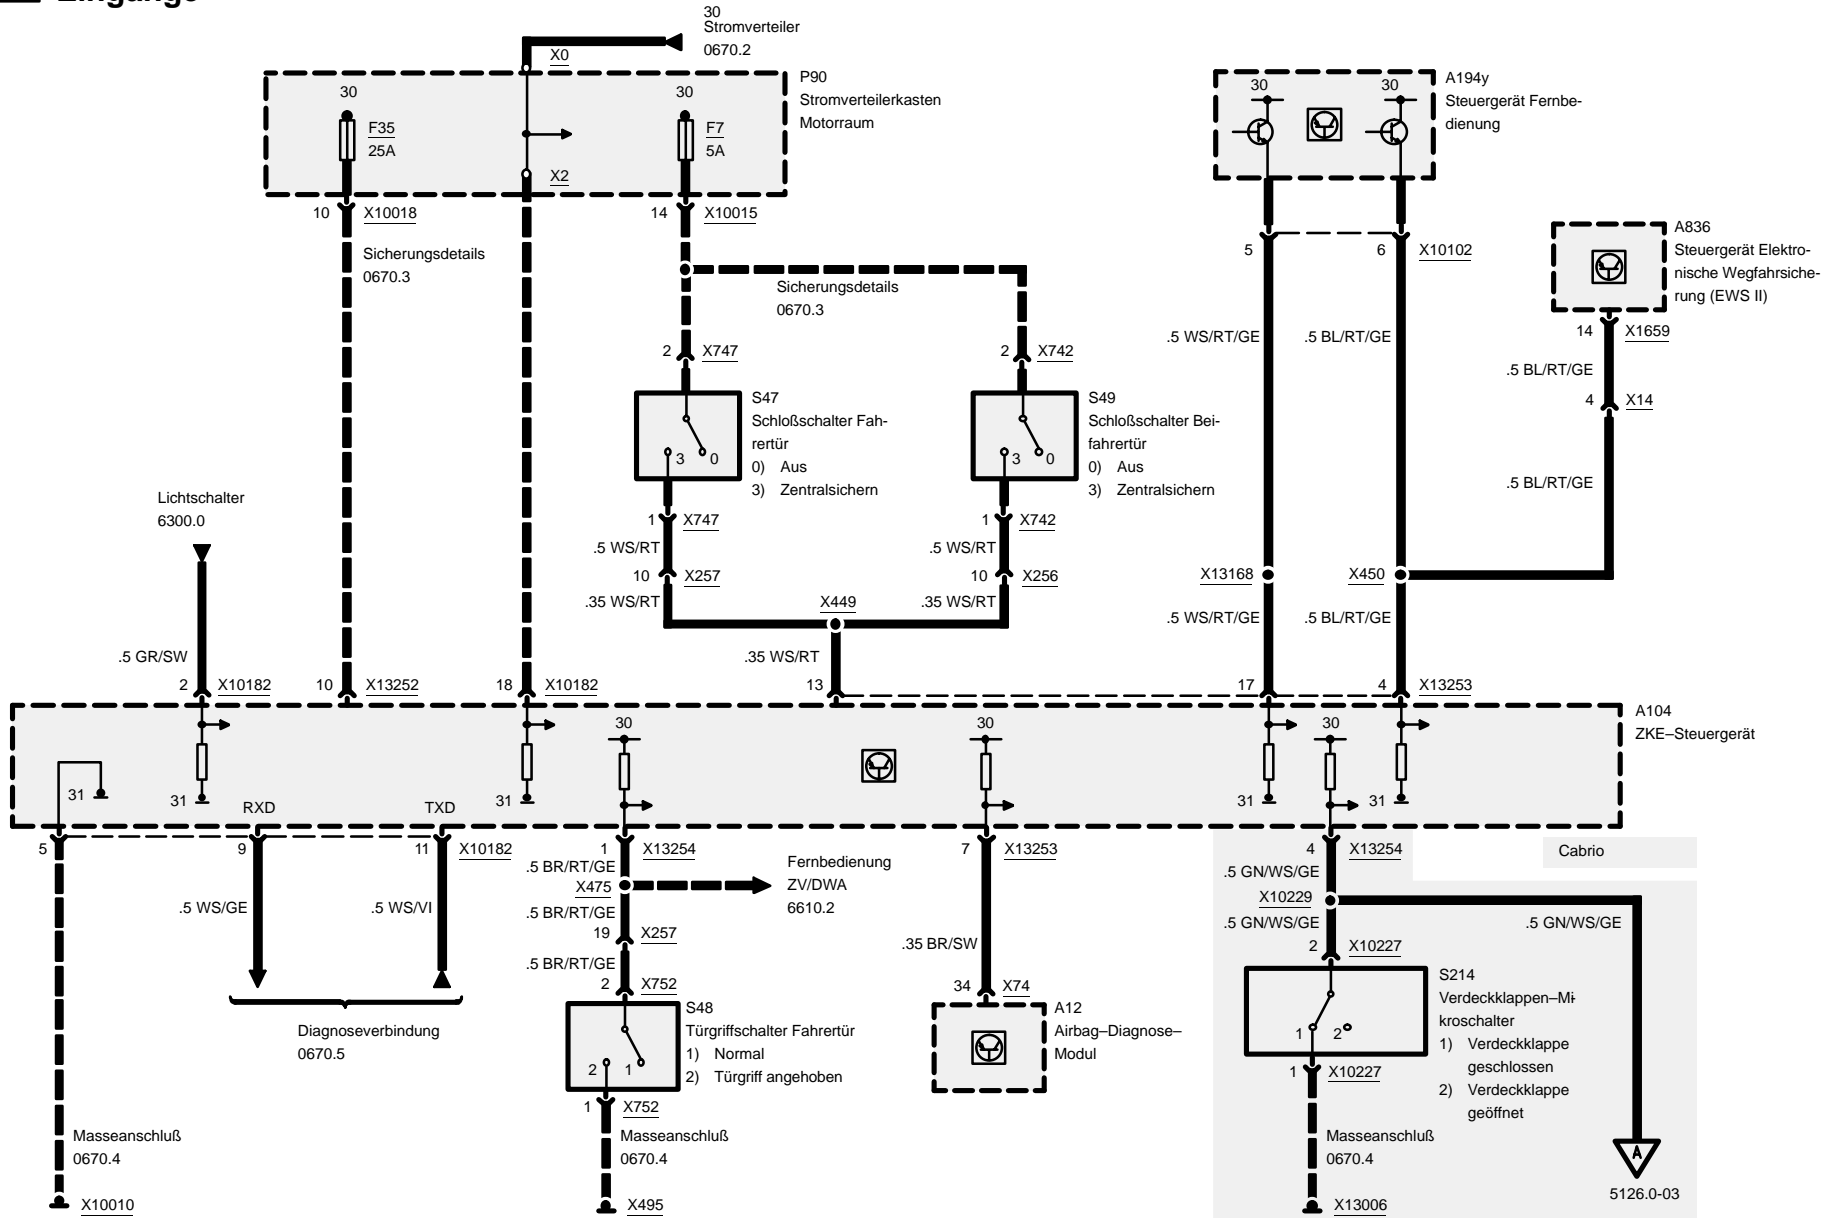 Eingänge
30
Stromverteiler
0670.2
X0
P90
Stromverteilerkasten
Motorraum
30
F35
25A
30
F7
5A
X2
10
X10018
14
X10015
Sicherungsdetails
0670.3
Sicherungsdetails
0670.3
A194y
Steuergerät Fernbe-
dienung
30
30
5
6
X10102
A836
Steuergerät Elektro-
nische Wegfahrsiche-
rung (EWS II)
14
X1659
.5 WS/RT/GE
.5 BL/RT/GE
.5 BL/RT/GE
4
X14
.5 BL/RT/GE
2
X747
2
X742
S47
Schloßschalter Fah-
rertür
0) Aus
3) Zentralsichern
3
0
S49
Schloßschalter Bei-
fahrertür
0) Aus
3) Zentralsichern
3
0
1
X747
1
X742
.5 WS/RT
.5 WS/RT
10
X257
10
X256
.35 WS/RT
X449
.35 WS/RT
X13168
X450
.5 WS/RT/GE
.5 BL/RT/GE
Lichtschalter
6300.0
.5 GR/SW
.35 WS/RT
2
X10182
10
X13252
18
X10182
13
17
4
X13253
A104
ZKE–Steuergerät
30
30
30
31
31
31
31
31
RXD
TXD
5
9
11
X10182
1
X13254
7
X13253
4
X13254
Cabrio
.5 BR/RT/GE
Fernbedienung
ZV/DWA
6610.2
X475
.5 GN/WS/GE
X10229
.5 WS/GE
.5 WS/VI
.5 BR/RT/GE
.5 GN/WS/GE
.5 GN/WS/GE
19
X257
.35 BR/SW
2
X10227
.5 BR/RT/GE
2
X752
34
X74
S48
Türgriffschalter Fahrertür
1) Normal
2) Türgriff angehoben
2
1
A12
Airbag–Diagnose–
Modul
S214
Verdeckklappen–Mi-
kroschalter
1) Verdeckklappe
geschlossen
2) Verdeckklappe
geöffnet
1
2
Diagnoseverbindung
0670.5
1
X752
1
X10227
Masseanschluß
0670.4
Masseanschluß
0670.4
Masseanschluß
0670.4
A
5126.0-03
X10010
X495
X13006